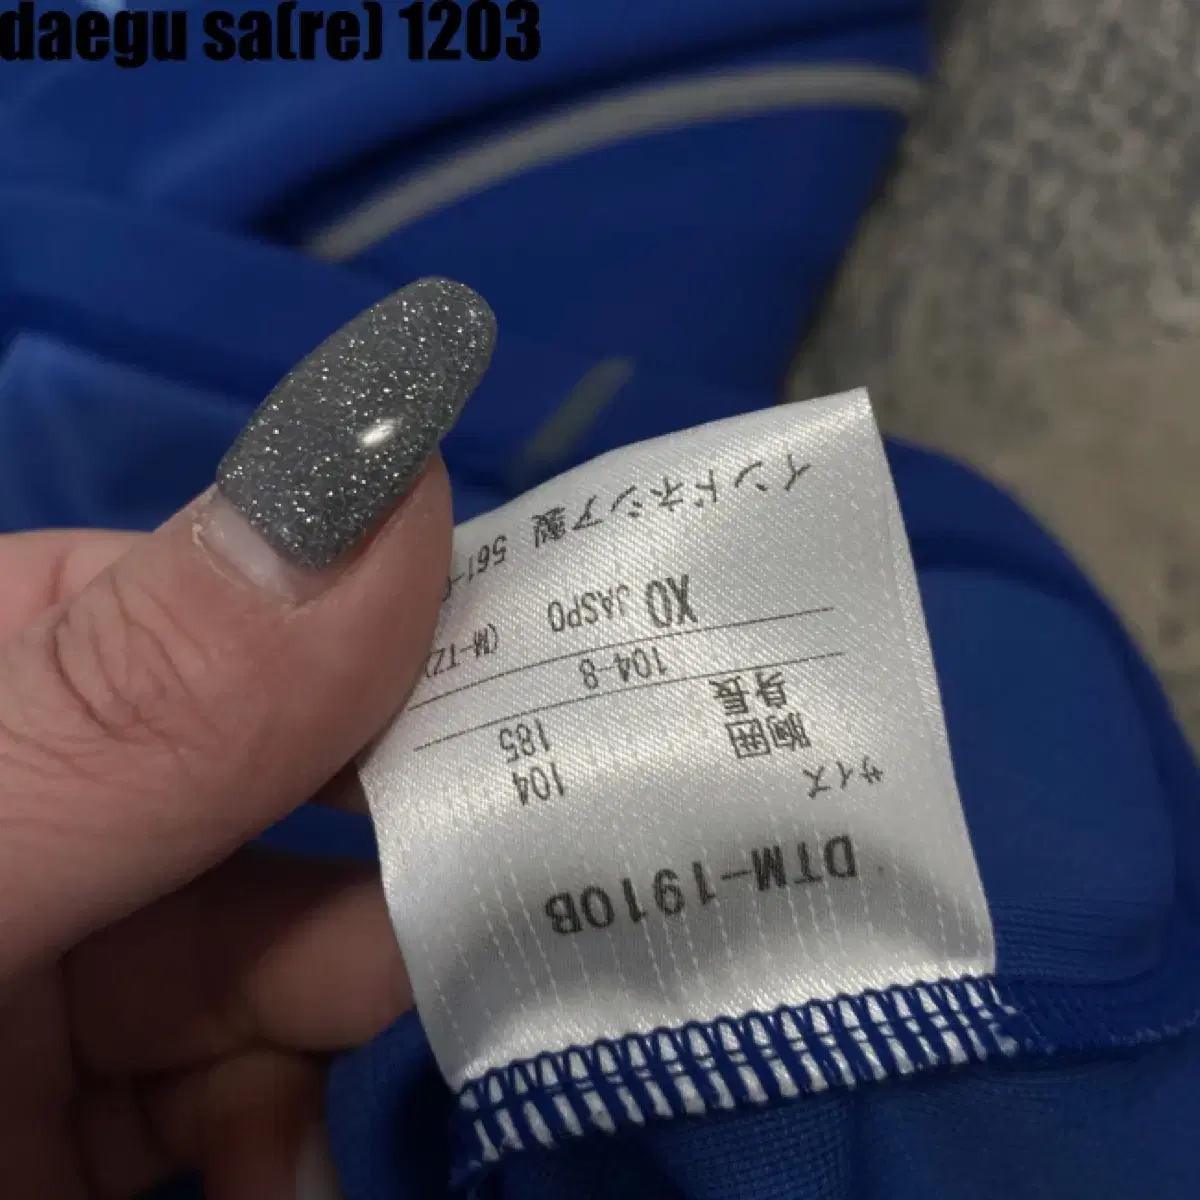 daegu sa(re) 1203
DTM-1910B
サイズ
胸囲 104
身長 185
104-8 (M-TZ)
XO JASPO
インドネシア製 561-